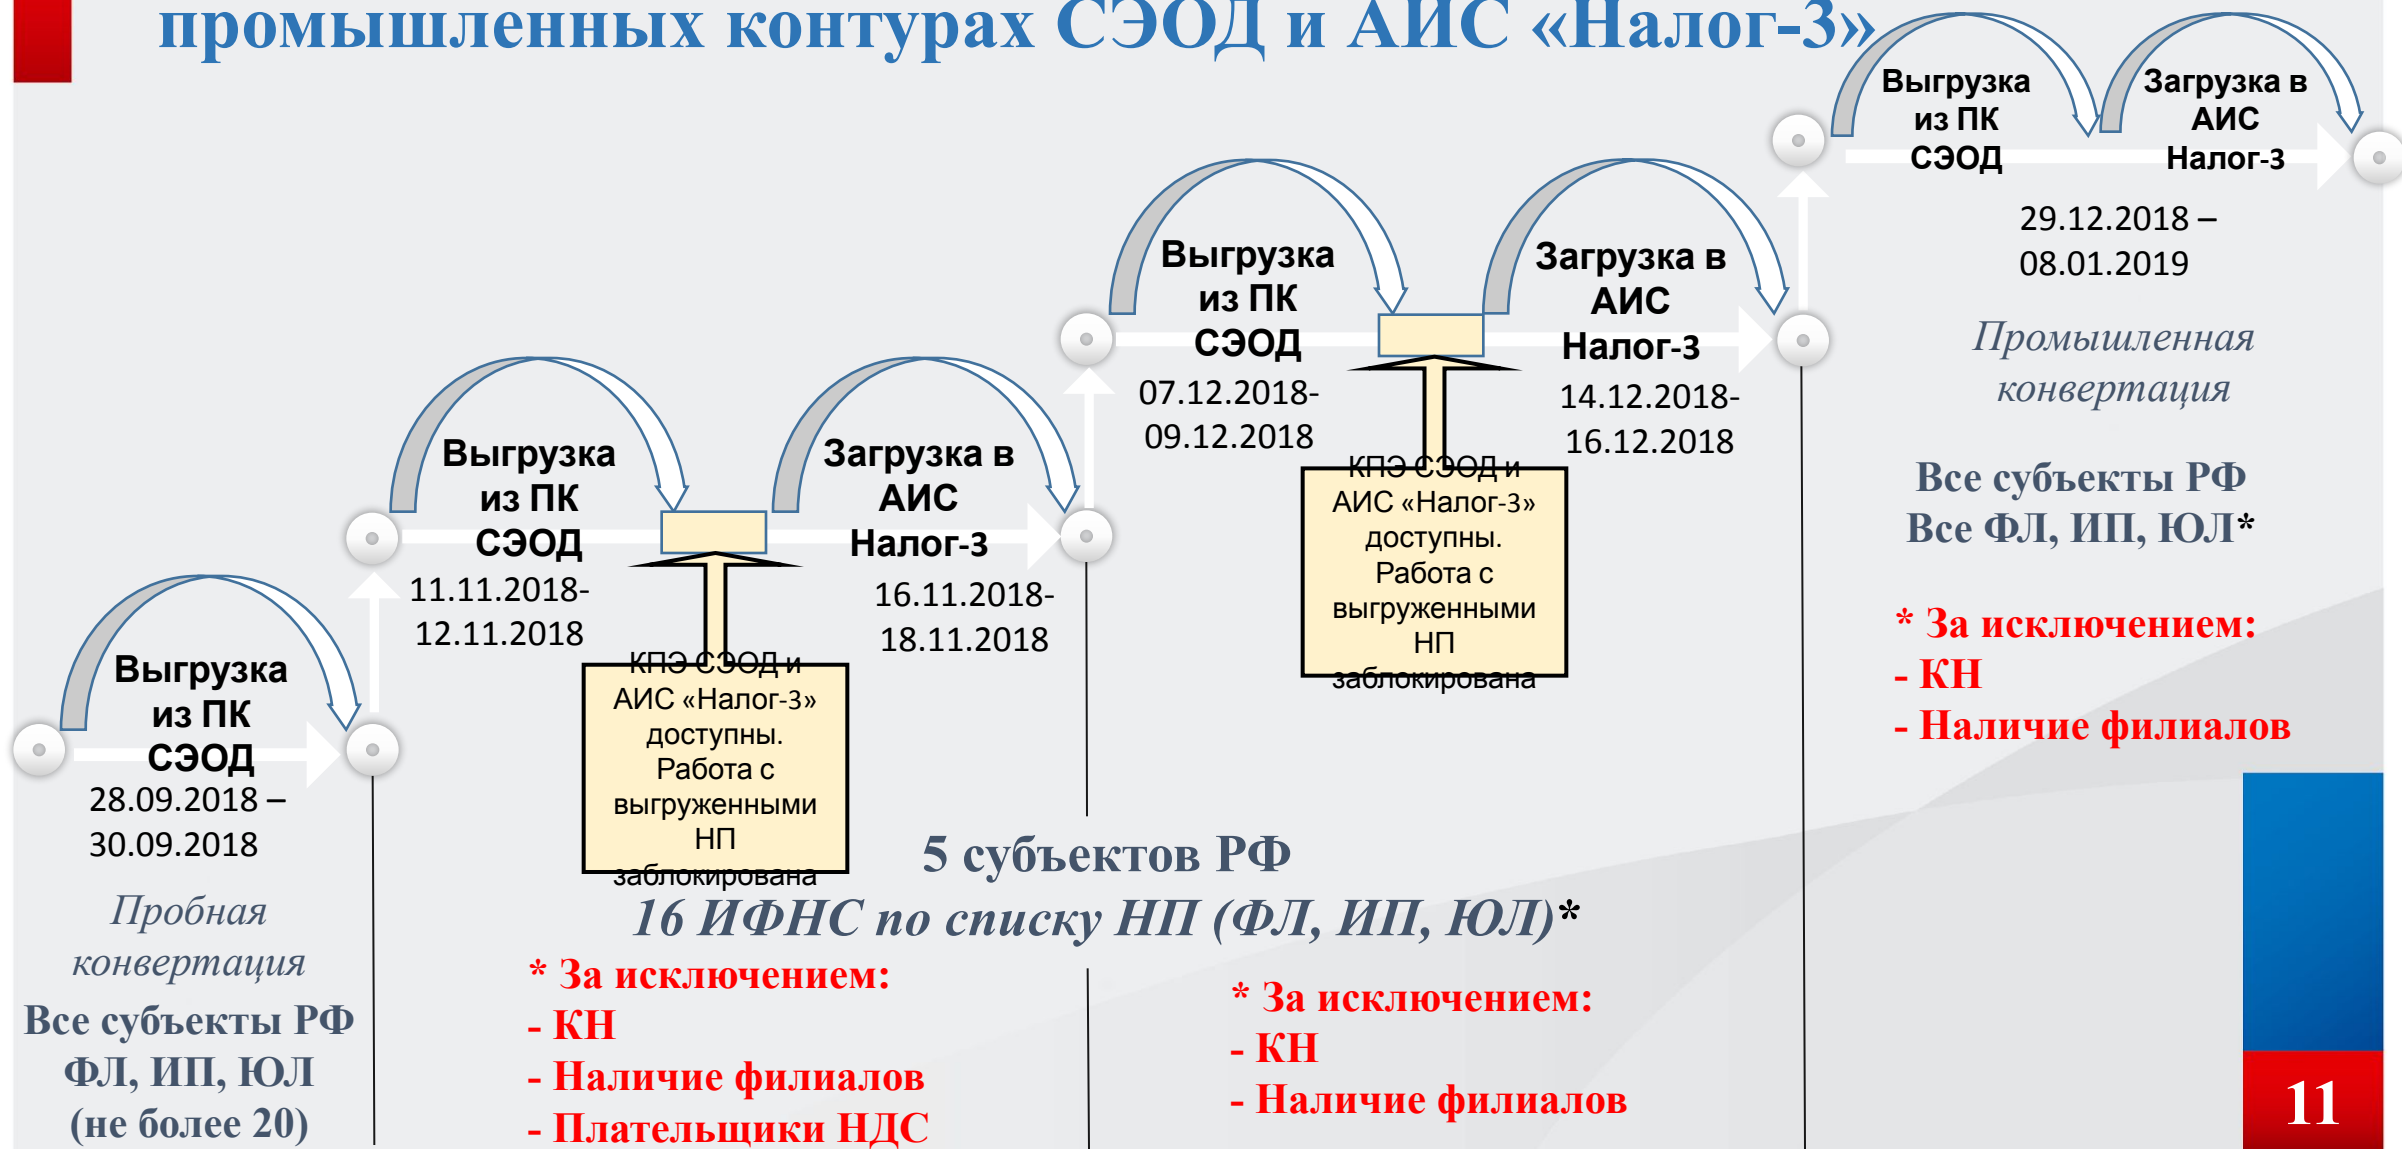 промышленных контурах СЭОД и АИС «Налог-3»
Выгрузка
из ПК
СЭОД
28.09.2018 –
30.09.2018
Пробная
конвертация
Все субъекты РФ
ФЛ, ИП, ЮЛ
(не более 20)
Выгрузка
из ПК
СЭОД
11.11.2018-
12.11.2018
КПЭ СЭОД и
АИС «Налог-3»
доступны.
Работа с
выгруженными
НП
заблокирована
Загрузка в
АИС
Налог-3
16.11.2018-
18.11.2018
Выгрузка
из ПК
СЭОД
07.12.2018-
09.12.2018
КПЭ СЭОД и
АИС «Налог-3»
доступны.
Работа с
выгруженными
НП
заблокирована
Загрузка в
АИС
Налог-3
14.12.2018-
16.12.2018
5 субъектов РФ
16 ИФНС по списку НП (ФЛ, ИП, ЮЛ)*
* За исключением:
- КН
- Наличие филиалов
- Плательщики НДС
* За исключением:
- КН
- Наличие филиалов
Выгрузка
из ПК
СЭОД
Загрузка в
АИС
Налог-3
29.12.2018 –
08.01.2019
Промышленная
конвертация
Все субъекты РФ
Все ФЛ, ИП, ЮЛ*
* За исключением:
- КН
- Наличие филиалов
11